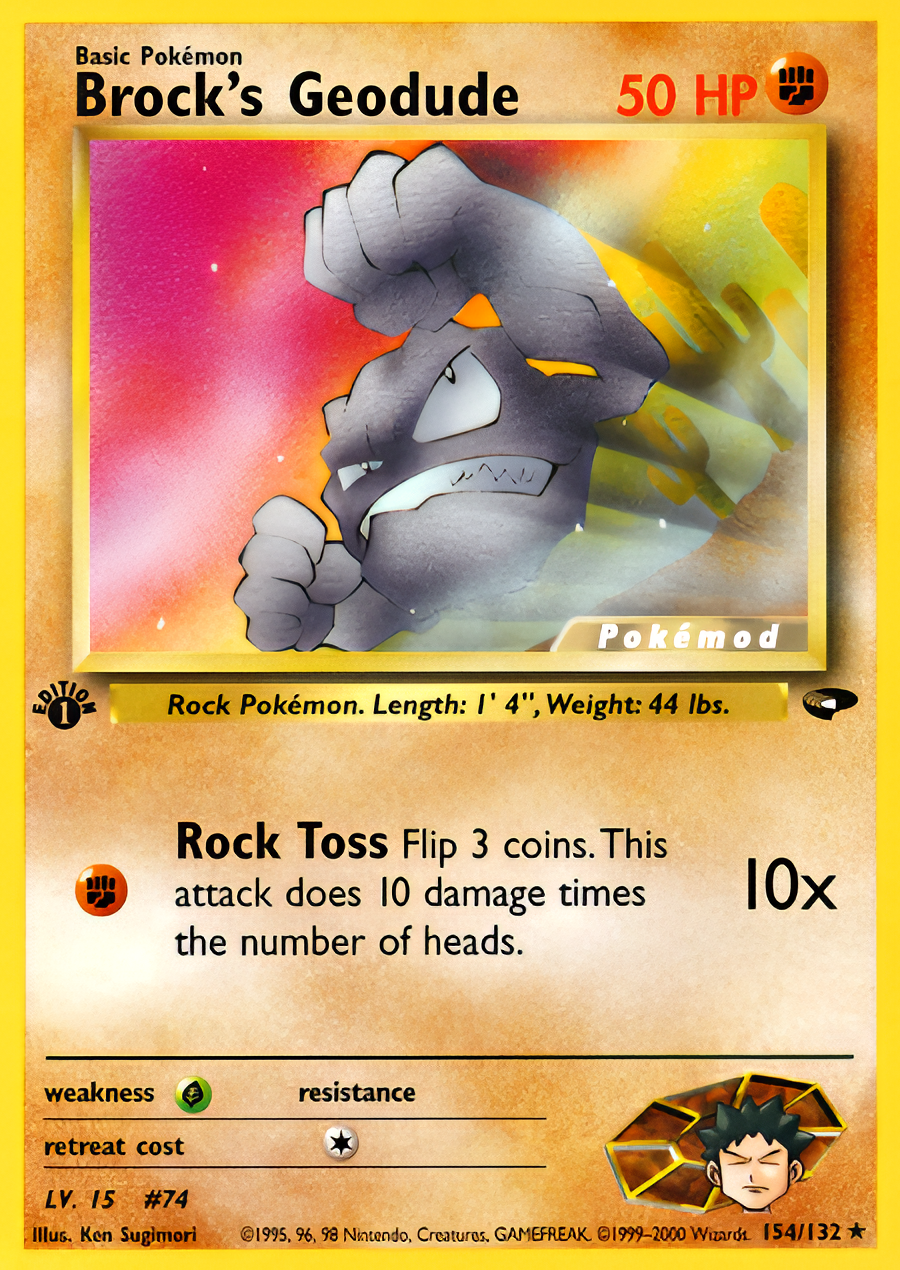 Basic Pokémon
Brock's Geodude 50 HP
Pokémod
EDITION
1
Rock Pokémon. Length: 1' 4", Weight: 44 lbs.
Rock Toss Flip 3 coins. This
attack does 10 damage times
the number of heads.
10x
weakness
resistance
retreat cost
LV. 15 #74
Illus. Ken Sugimori ©1995, 96, 98 Nintendo, Creatures, GAMEFREAK. ©1999–2000 Wizards. 154/132 ★